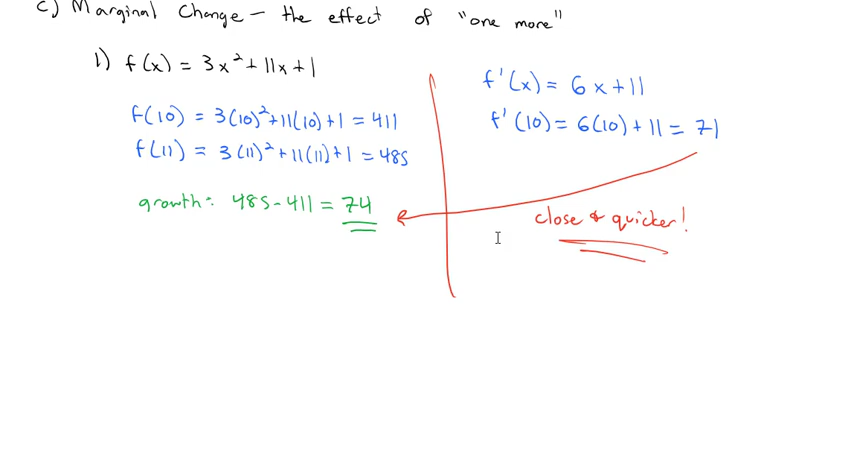 c) Marginal Change – the effect of "one more"
1) f(x) = 3x² + 11x + 1
f(10) = 3(10)² + 11(10) + 1 = 411
f(11) = 3(11)² + 11(11) + 1 = 485
growth: 485 - 411 = 74
f'(x) = 6x + 11
f'(10) = 6(10) + 11 = 71
close & quicker!